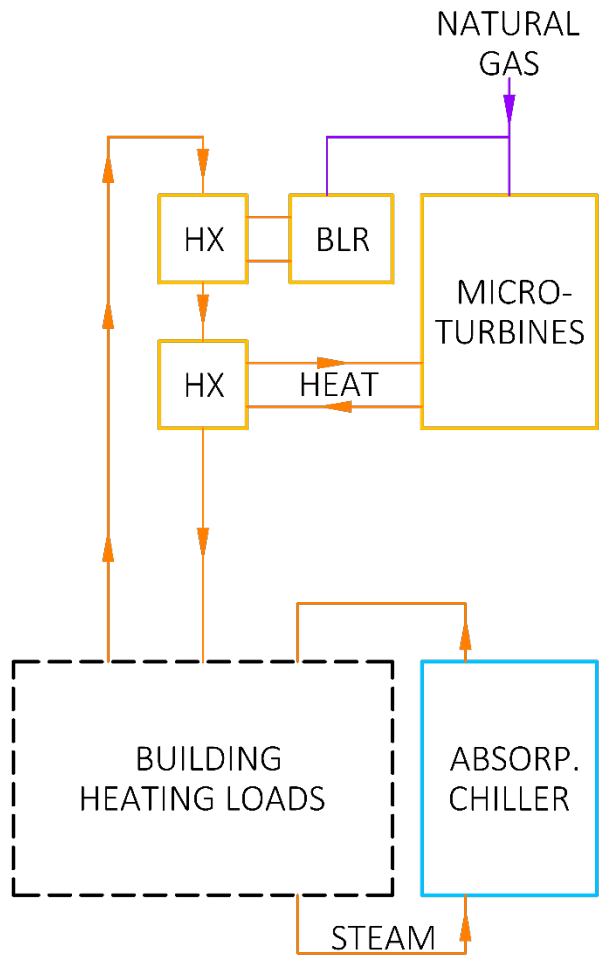 NATURAL
GAS
HX
BLR
MICRO-
TURBINES
HX
HEAT
BUILDING
HEATING LOADS
ABSORP.
CHILLER
STEAM